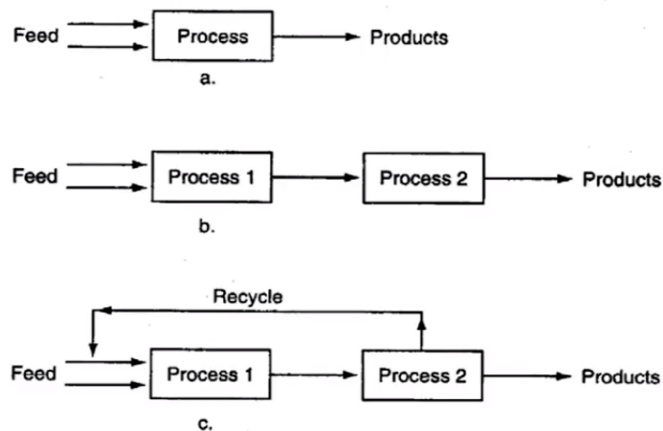 Feed Process Products
a.
Feed Process 1 Process 2 Products
b.
Recycle
Feed Process 1 Process 2 Products
c.